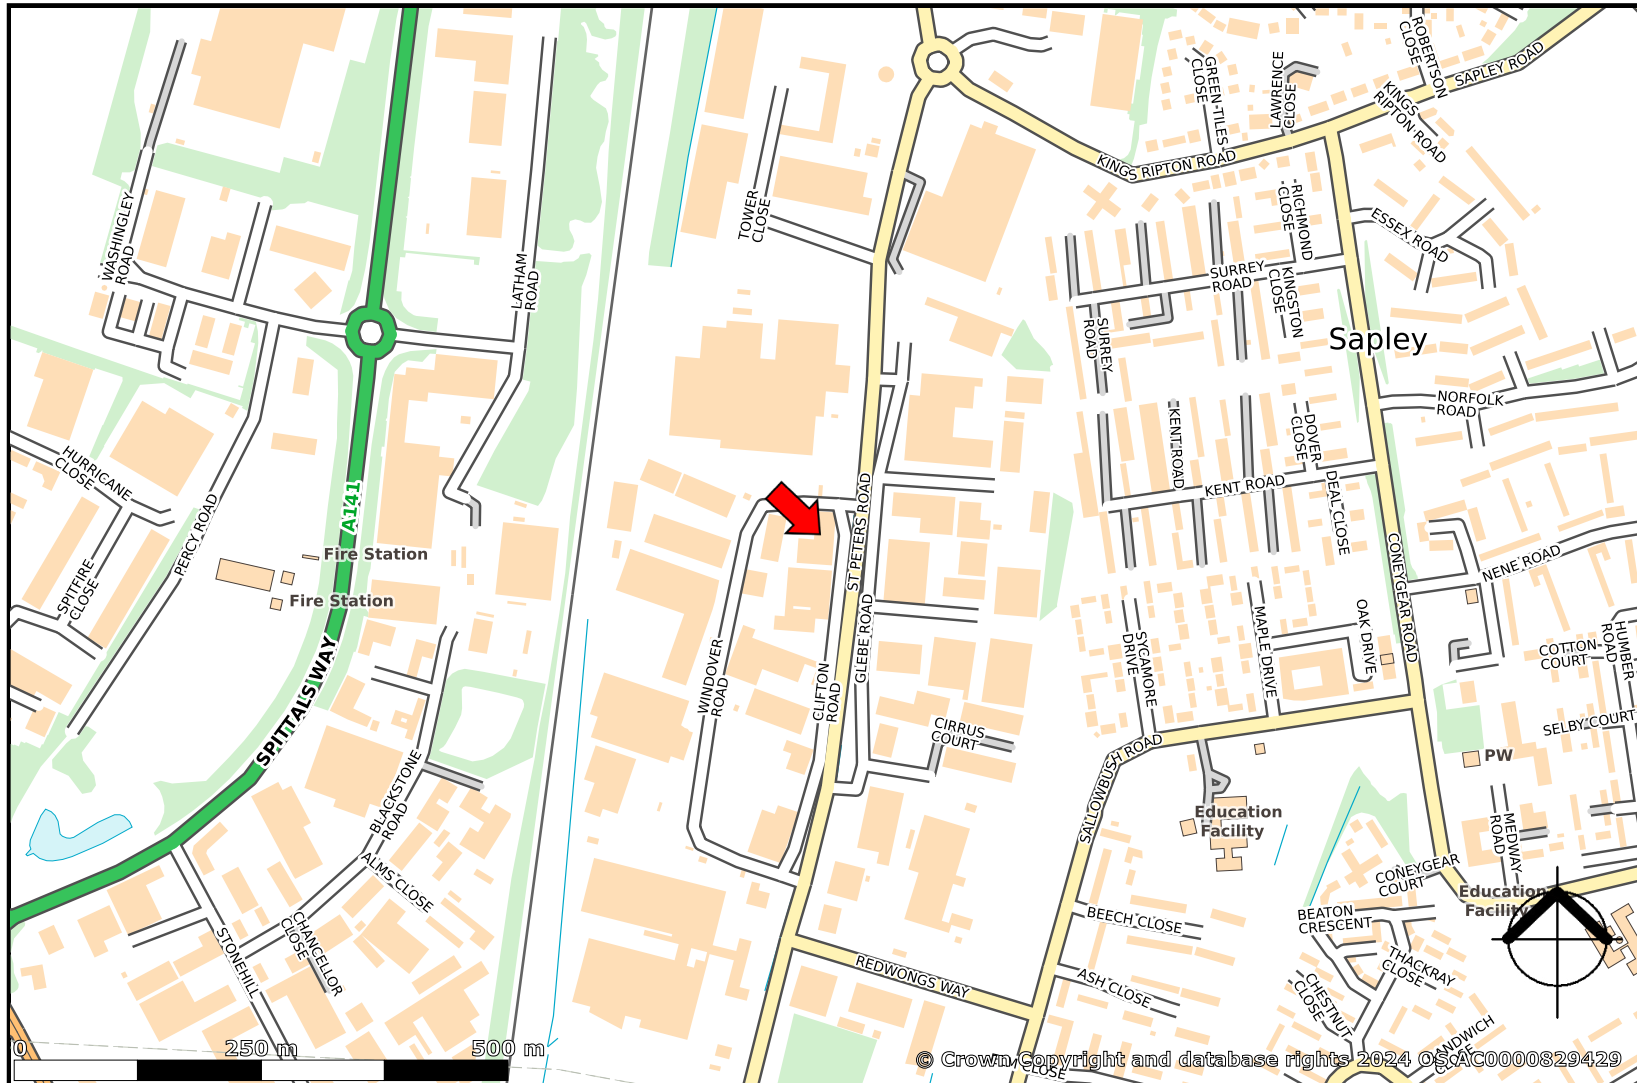 ROBERTSON
CLOSE
SAPLEY ROAD
GREEN TILES
CLOSE
LAWRENCE
CLOSE
KINGS
RIPTON ROAD
KINGS RIPTON ROAD
WASHINGLEY
ROAD
TOWER
CLOSE
RICHMOND
CLOSE
ESSEX ROAD
LATHAM
ROAD
SURREY
ROAD
KINGSTON
CLOSE
SURREY
ROAD
Sapley
NORFOLK
ROAD
KENT ROAD
DOVER
CLOSE
HURRICANE
CLOSE
A141
PERCY ROAD
KENT ROAD
DEAL CLOSE
ST PETERS ROAD
Fire Station
Fire Station
SPITFIRE
CLOSE
CONEYGEAR ROAD
NENE ROAD
GLEBE ROAD
WINDOVER
ROAD
CLIFTON
ROAD
SYCAMORE
DRIVE
MAPLE DRIVE
OAK DRIVE
COTTON
COURT
HUMBER
ROAD
SPITTALS WAY
CIRRUS
COURT
SELBY COURT
SALLOWBUSH ROAD
PW
BLACKSTONE
ROAD
Education
Facility
MEDWAY
ROAD
ALMS CLOSE
CONEYGEAR
COURT
Education
Facility
STONEHILL
CHANCELLOR
CLOSE
BEECH CLOSE
BEATON
CRESCENT
REDWONGS WAY
ASH CLOSE
THACKRAY
CLOSE
CHESTNUT
CLOSE
0
250 m
500 m
CLOSE
CLOSE
© Crown Copyright and database rights 2024 OS AC0000829429